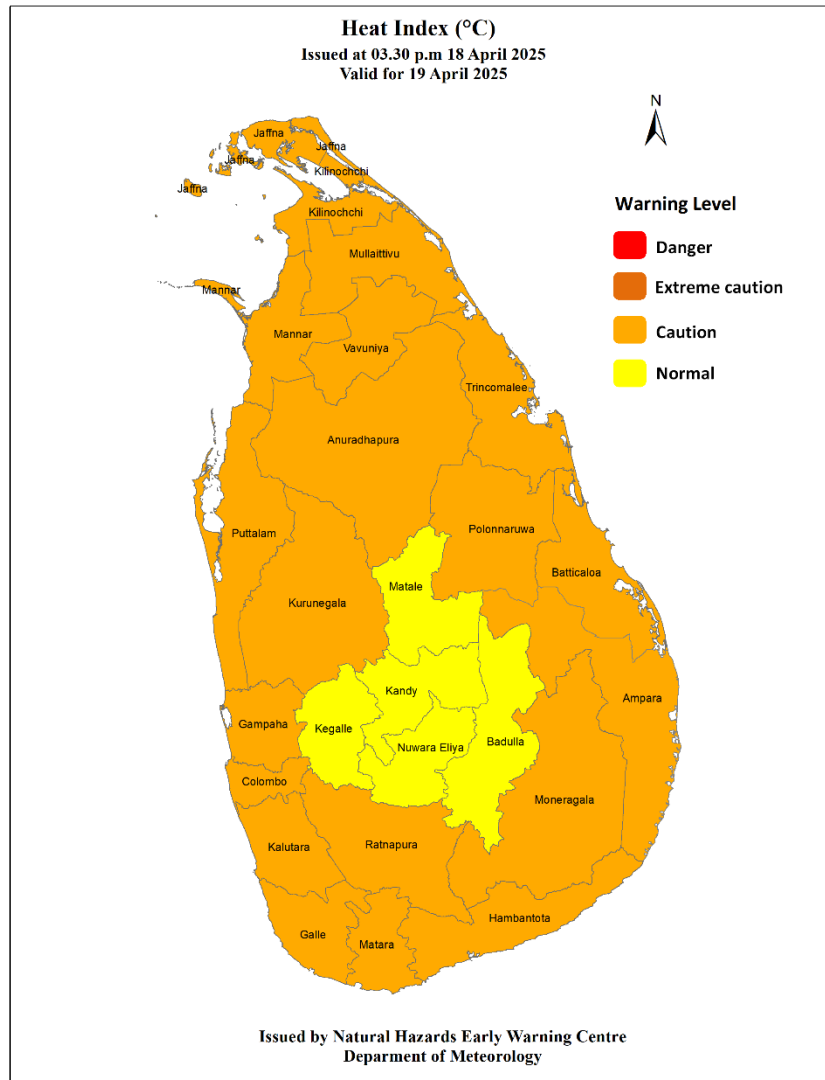 Heat Index (°C)
Issued at 03.30 p.m 18 April 2025
Valid for 19 April 2025
N
Jaffna
Jaffna
Jaffna
Kilinochchi
Jaffna
Kilinochchi
Mullaittivu
Mannar
Mannar
Vavuniya
Trincomalee
Anuradhapura
Polonnaruwa
Puttalam
Batticaloa
Matale
Kurunegala
Kandy
Ampara
Gampaha
Kegalle
Nuwara Eliya
Badulla
Colombo
Moneragala
Kalutara
Ratnapura
Hambantota
Galle
Matara
Warning Level
Danger
Extreme caution
Caution
Normal
Issued by Natural Hazards Early Warning Centre
Deparment of Meteorology